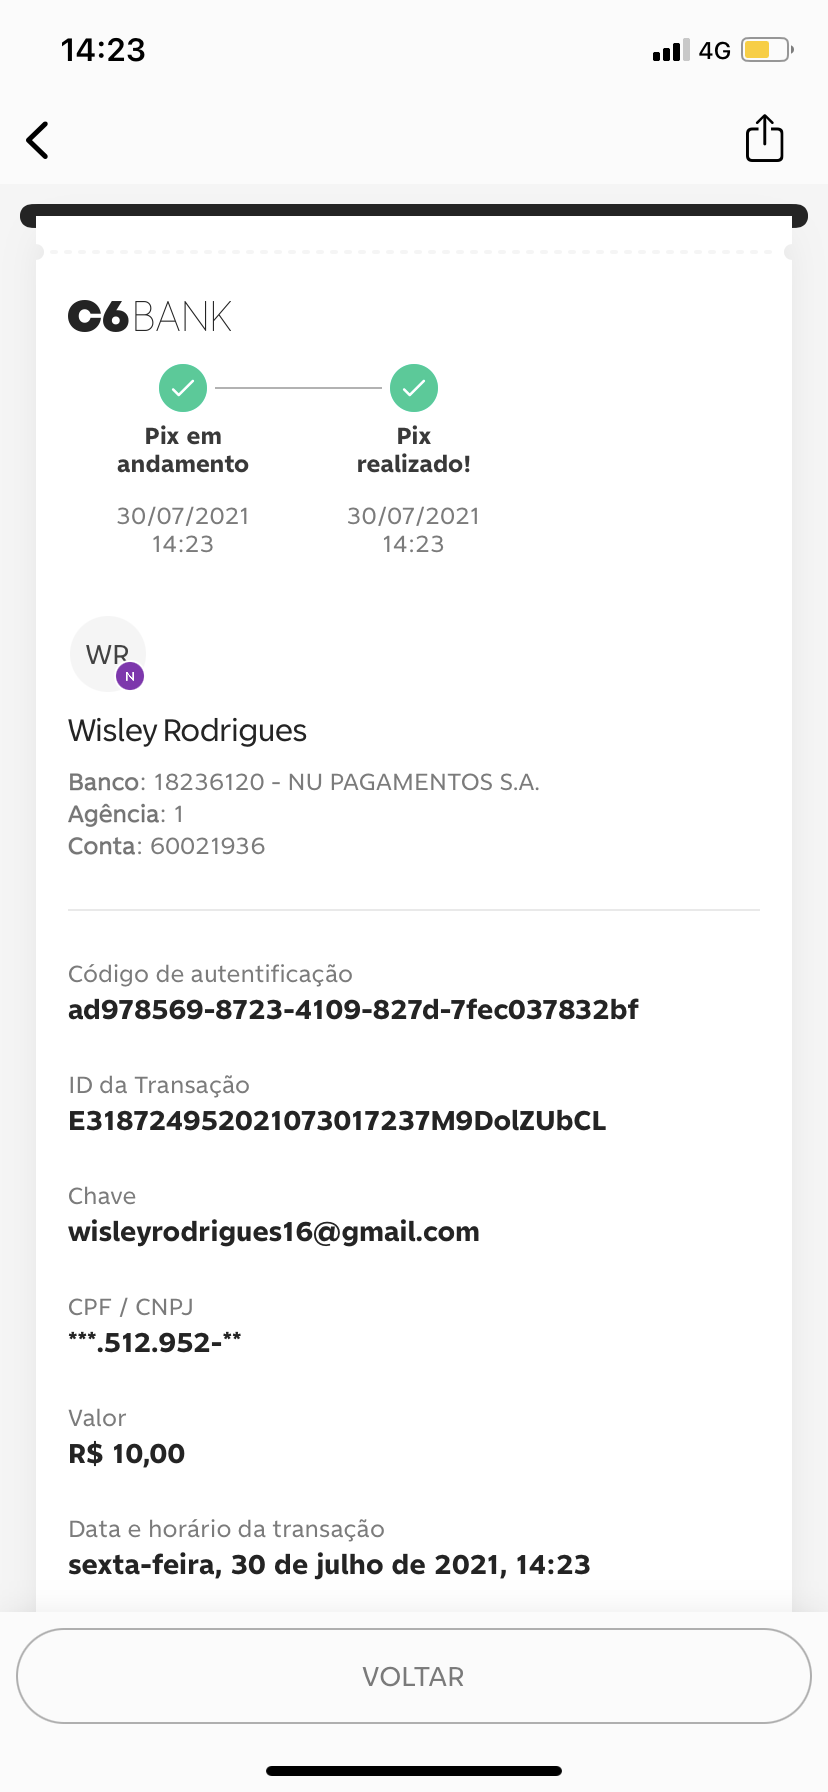 14:23
4G
C6BANK
Pix em
andamento
30/07/2021
14:23
Pix
realizado!
30/07/2021
14:23
WR
N
Wisley Rodrigues
Banco: 18236120 - NU PAGAMENTOS S.A.
Agência: 1
Conta: 60021936
Código de autentificação
ad978569-8723-4109-827d-7fec037832bf
ID da Transação
E31872495202107301​7237M9DolZUbCL
Chave
wisleyrodrigues16@gmail.com
CPF / CNPJ
***.512.952-**
Valor
R$ 10,00
Data e horário da transação
sexta-feira, 30 de julho de 2021, 14:23
VOLTAR